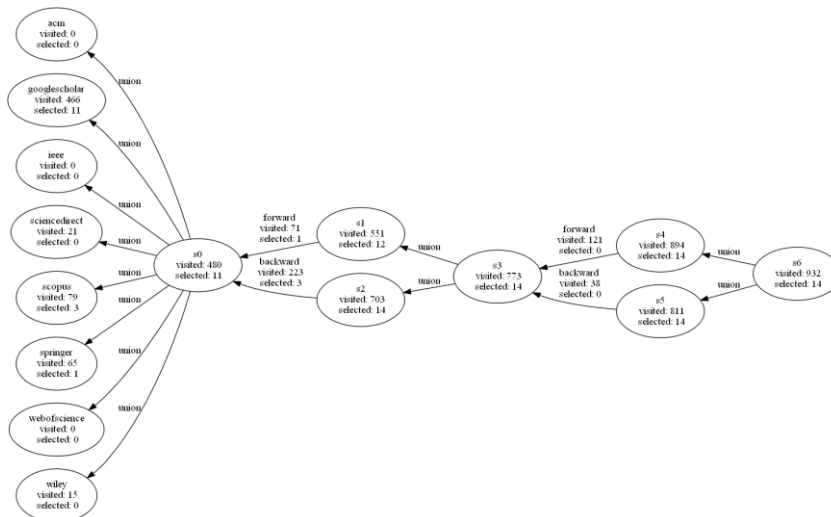 acm
visited: 0
selected: 0
union
googlescholar
visited: 466
selected: 11
union
ieee
visited: 0
selected: 0
union
sciencedirect
visited: 21
selected: 0
union
scopus
visited: 79
selected: 3
union
springer
visited: 65
selected: 1
union
webofscience
visited: 0
selected: 0
union
wiley
visited: 15
selected: 0
union
s0
visited: 480
selected: 11
forward
visited: 71
selected: 1
backward
visited: 223
selected: 3
s1
visited: 551
selected: 12
s2
visited: 703
selected: 14
union
union
s3
visited: 773
selected: 14
forward
visited: 121
selected: 0
backward
visited: 38
selected: 0
s4
visited: 894
selected: 14
s5
visited: 811
selected: 14
union
union
s6
visited: 932
selected: 14